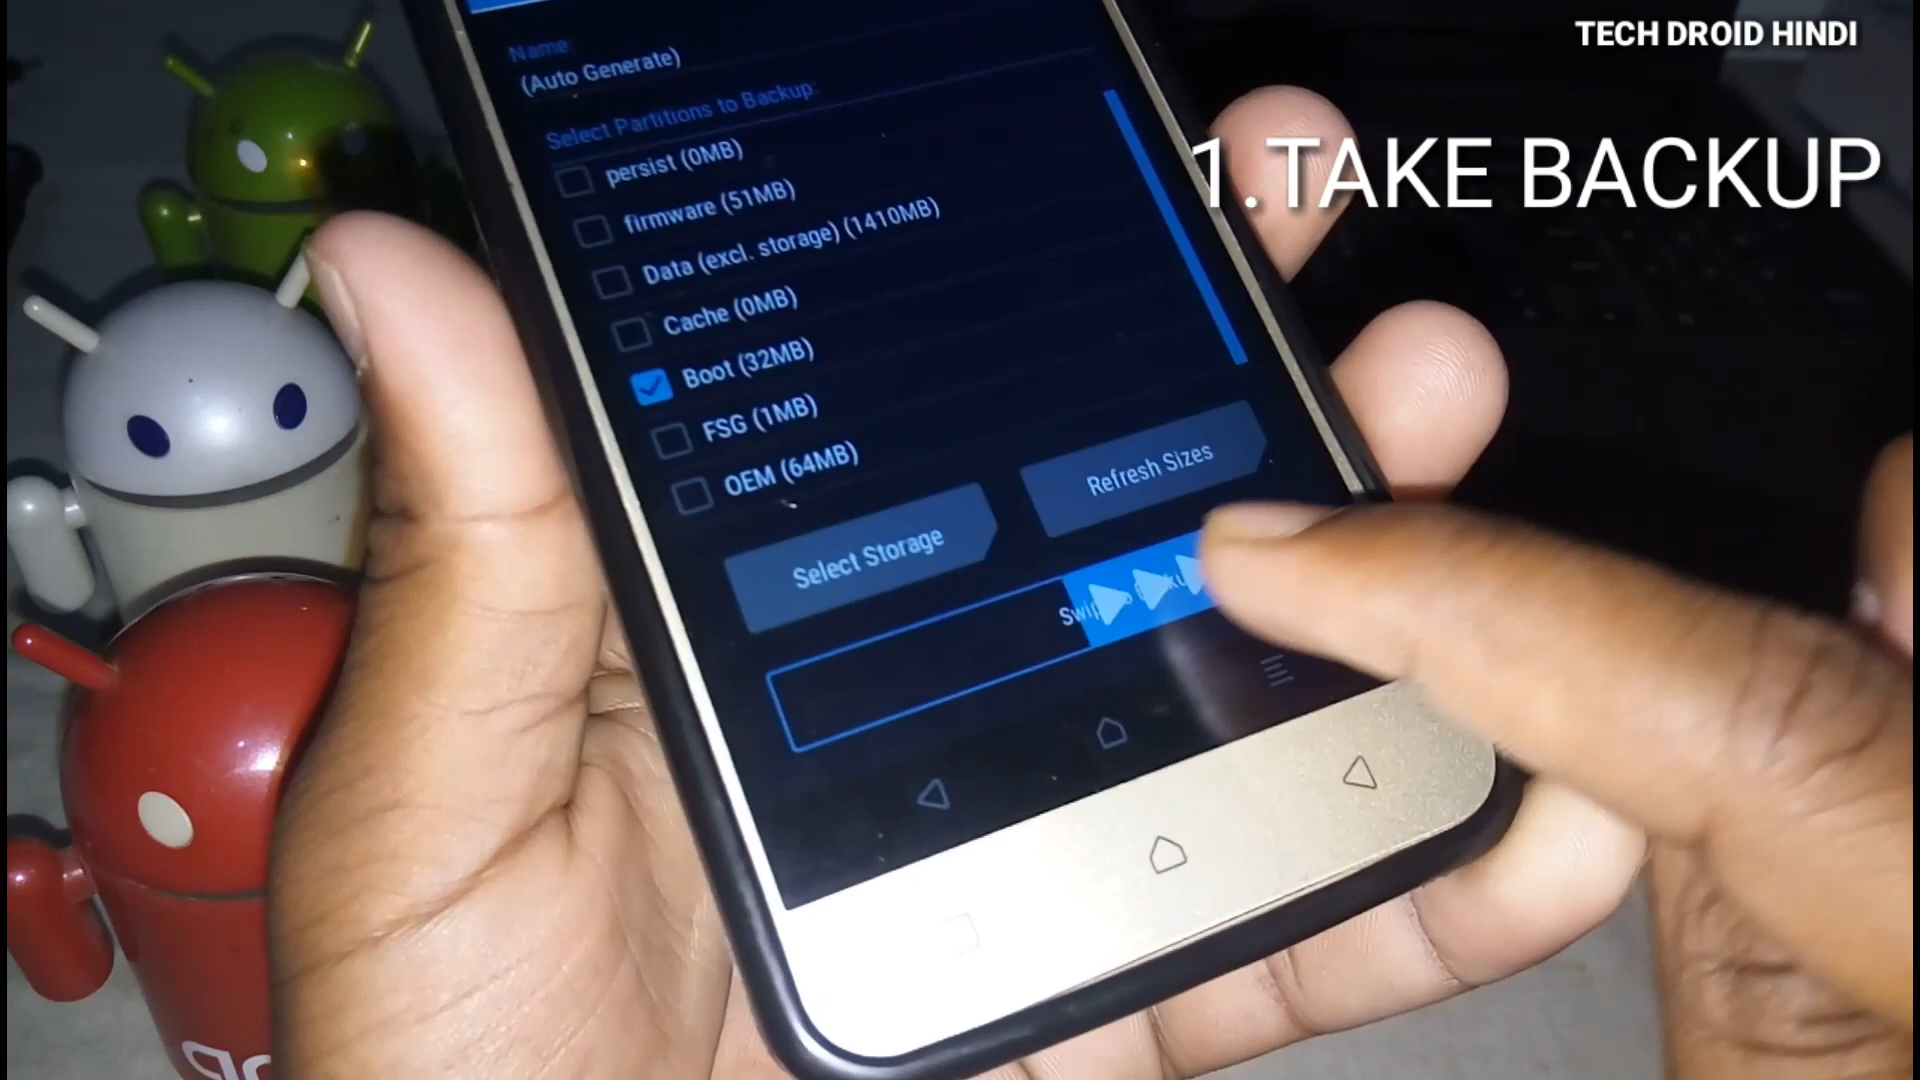 TECH DROID HINDI
1.TAKE BACKUP
Name:
(Auto Generate)
Select Partitions to Backup:
persist (0MB)
firmware (51MB)
Data (excl. storage) (1410MB)
Cache (0MB)
Boot (32MB)
FSG (1MB)
OEM (64MB)
Refresh Sizes
Select Storage